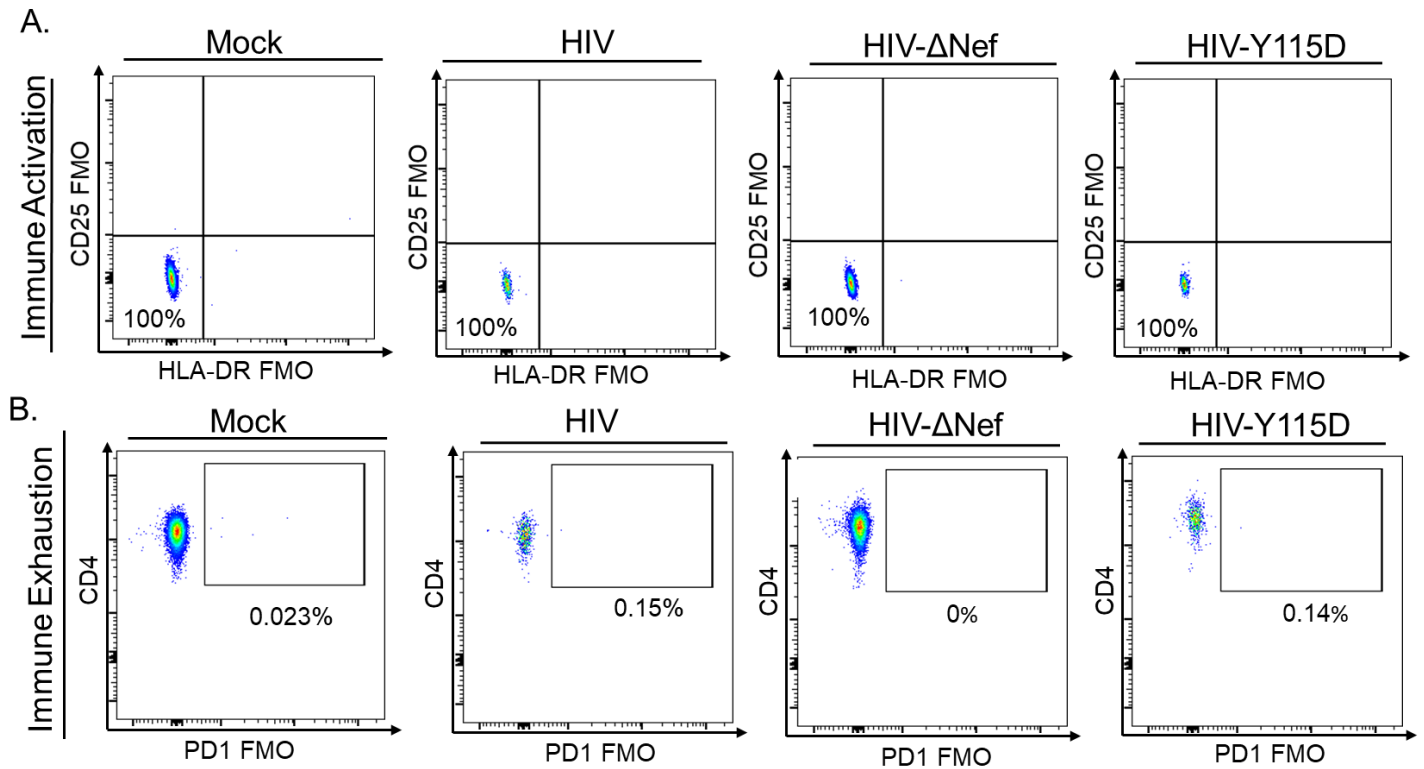 A.
Mock
HIV
HIV-ΔNef
HIV-Y115D
Immune Activation
CD25 FMO
100%
HLA-DR FMO
CD25 FMO
100%
HLA-DR FMO
CD25 FMO
100%
HLA-DR FMO
CD25 FMO
100%
HLA-DR FMO
B.
Mock
HIV
HIV-ΔNef
HIV-Y115D
Immune Exhaustion
CD4
0.023%
PD1 FMO
CD4
0.15%
PD1 FMO
CD4
0%
PD1 FMO
CD4
0.14%
PD1 FMO